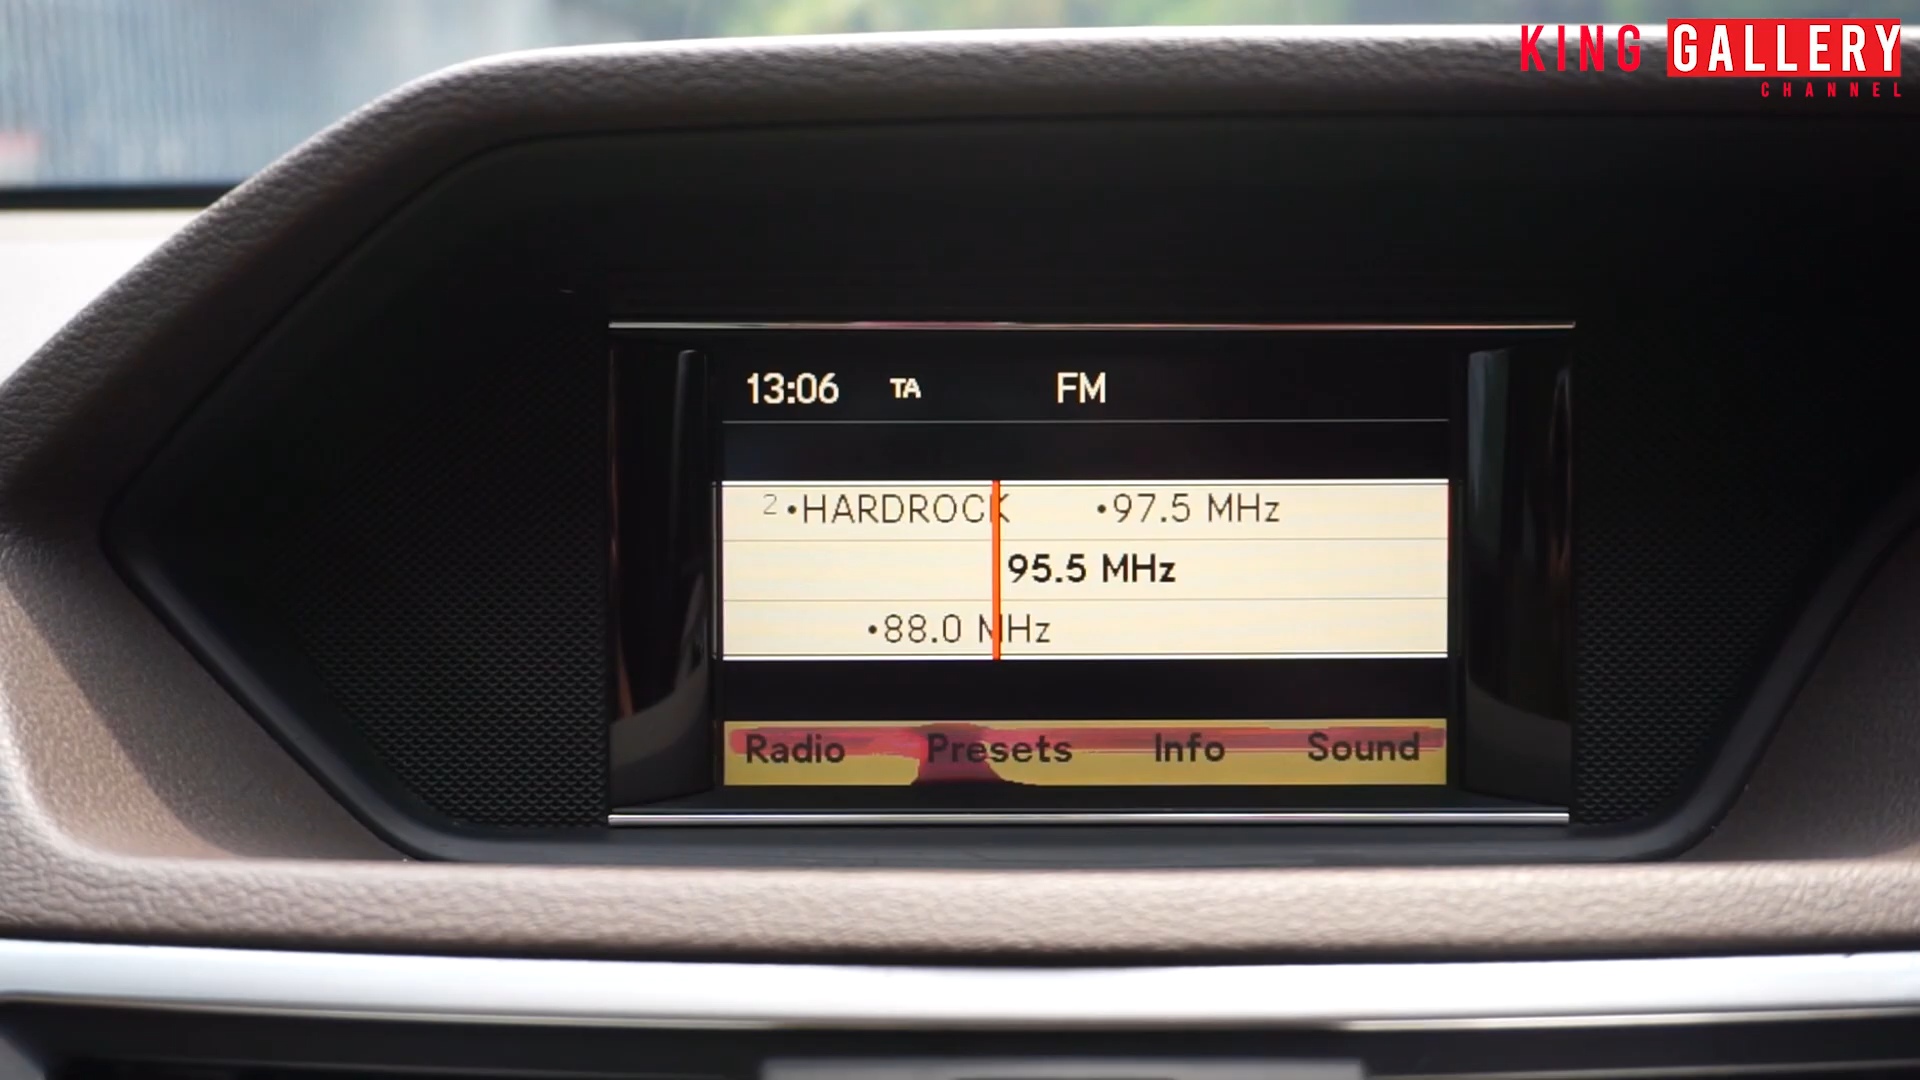 KING GALLERY
CHANNEL
13:06 TA FM
2 •HARDROCK •97.5 MHz
95.5 MHz
•88.0 MHz
Radio Presets Info Sound